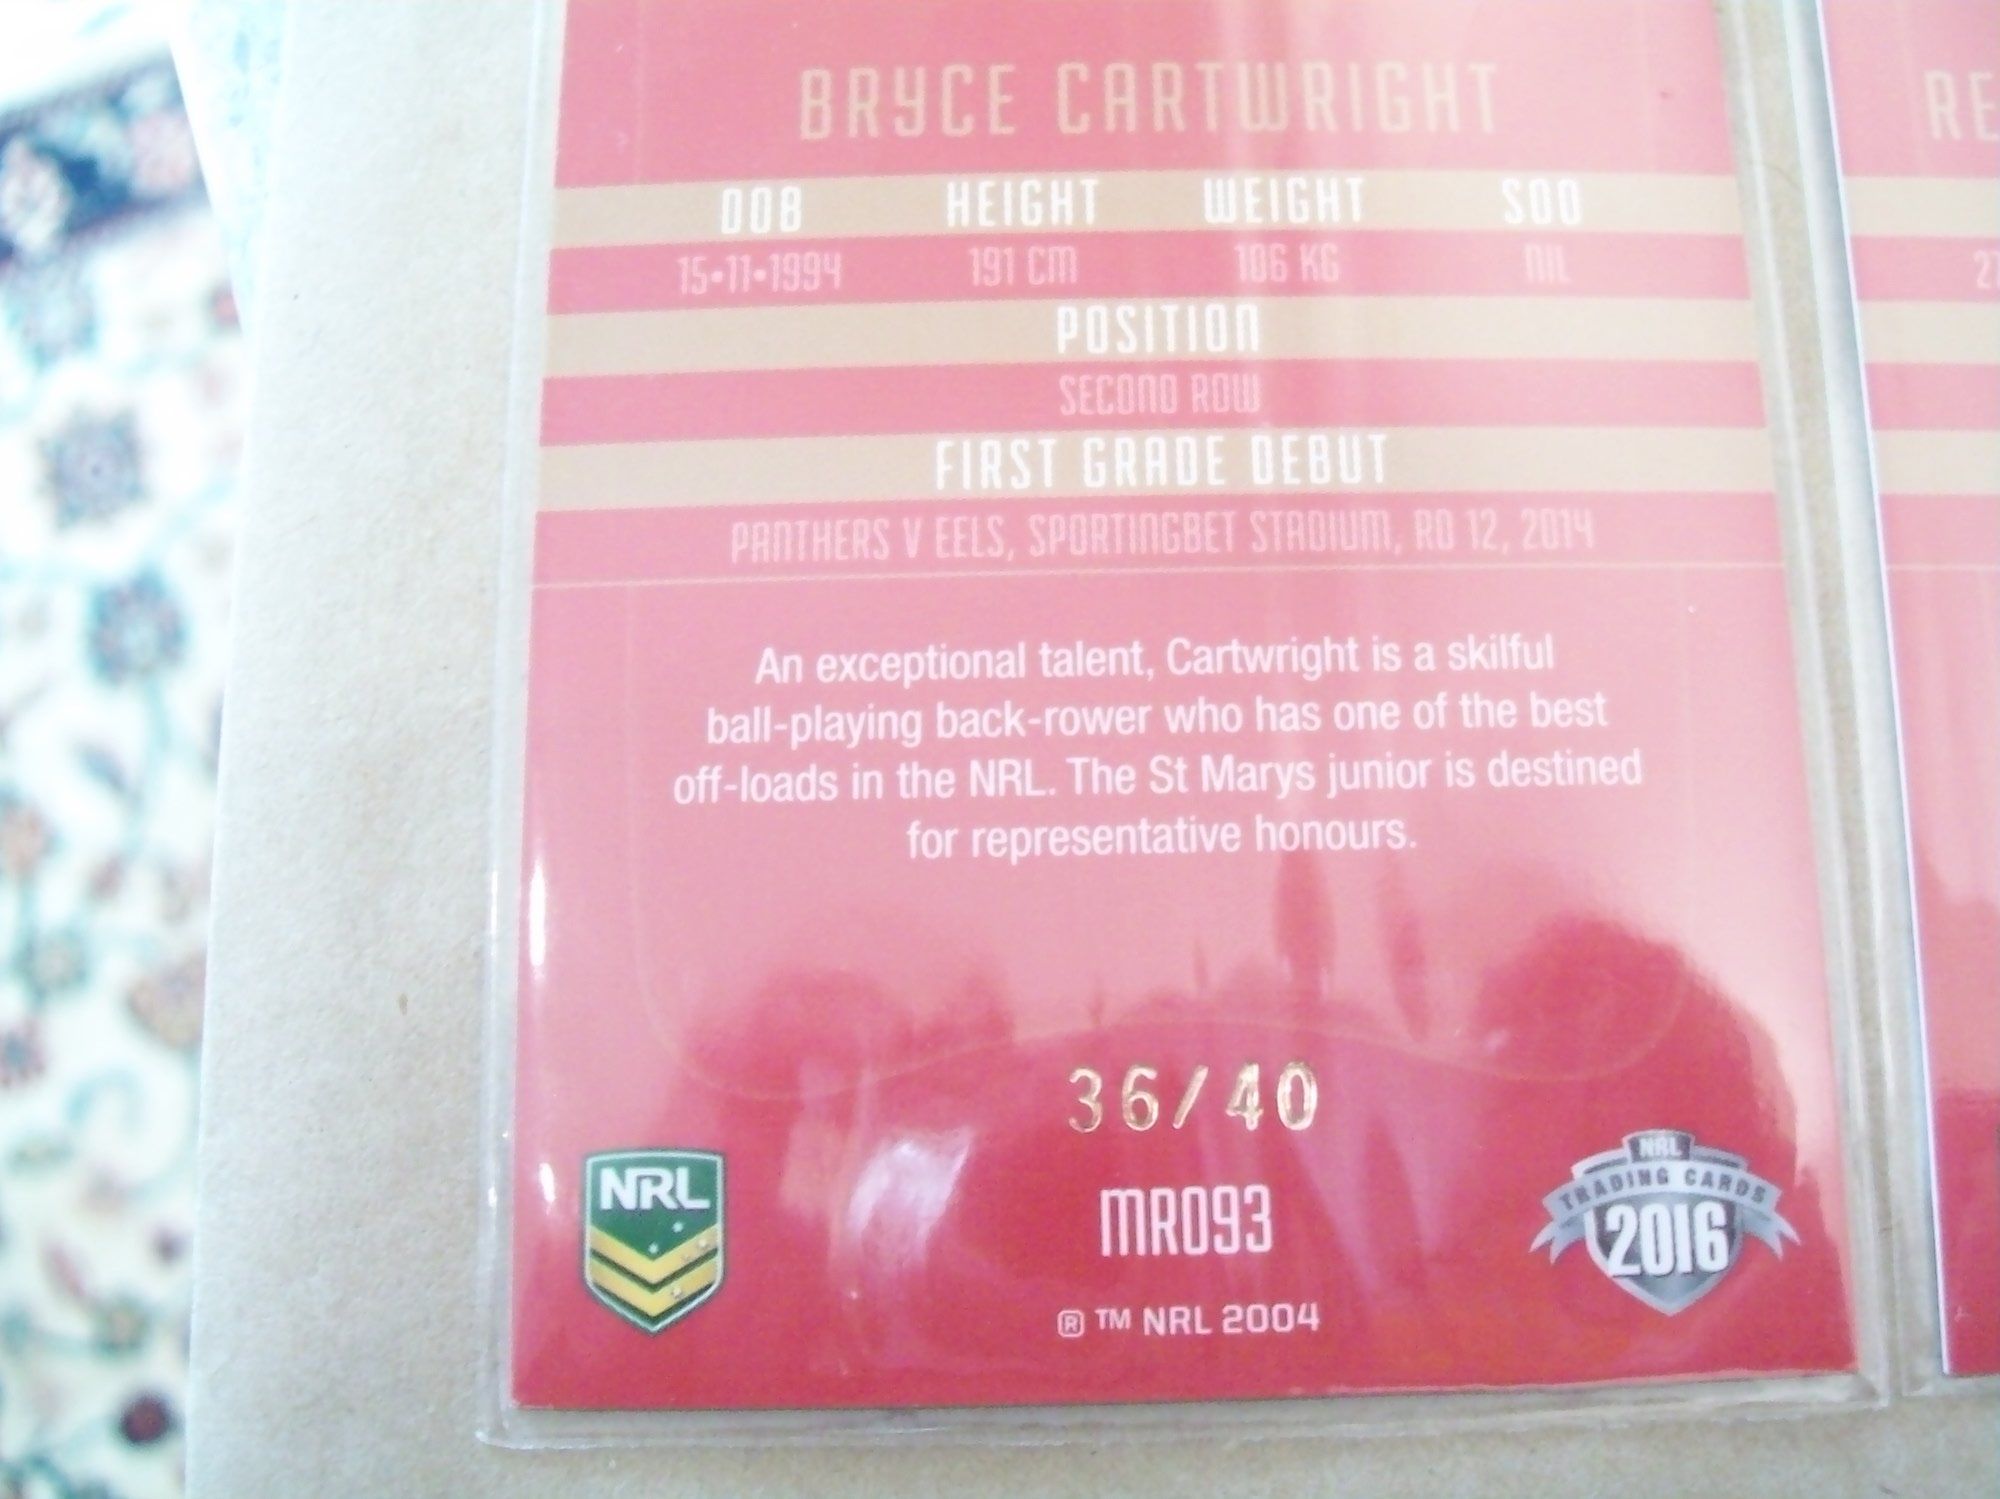 BRYCE CARTWRIGHT
DOB HEIGHT WEIGHT SOO
15•11•1994 191 CM 106 KG NIL
POSITION
SECOND ROW
FIRST GRADE DEBUT
PANTHERS V EELS, SPORTINGBET STADIUM, RD 12, 2014
An exceptional talent, Cartwright is a skilful
ball-playing back-rower who has one of the best
off-loads in the NRL. The St Marys junior is destined
for representative honours.
36/40
NRL
MR093
NRL
TRADING CARDS
2016
® ™ NRL 2004
RE
27